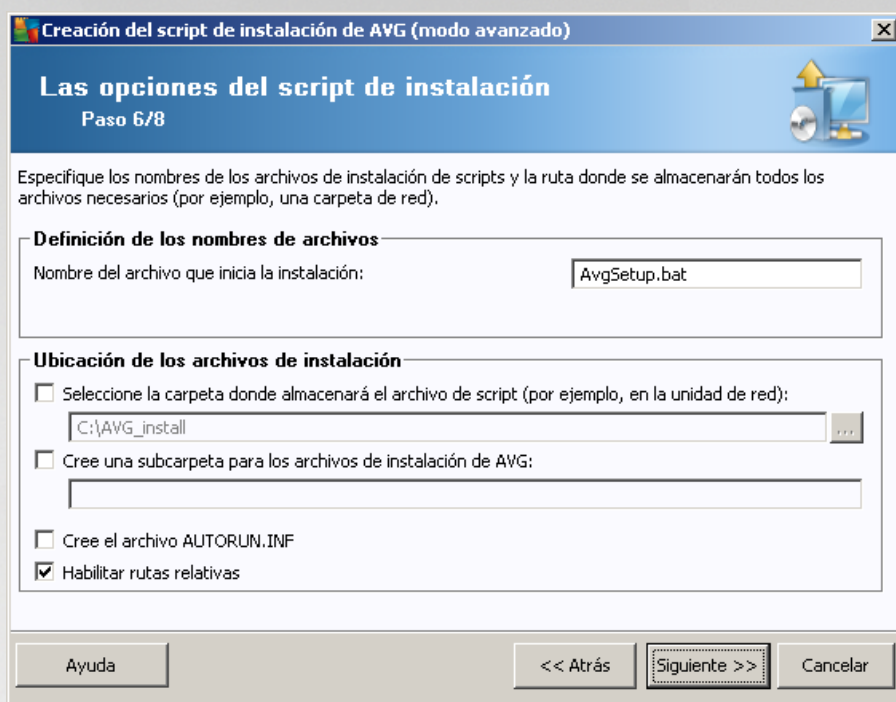 Creación del script de instalación de AVG (modo avanzado)
Las opciones del script de instalación
Paso 6/8
Especifique los nombres de los archivos de instalación de scripts y la ruta donde se almacenarán todos los
archivos necesarios (por ejemplo, una carpeta de red).
Definición de los nombres de archivos
Nombre del archivo que inicia la instalación:
AvgSetup.bat
Ubicación de los archivos de instalación
Seleccione la carpeta donde almacenará el archivo de script (por ejemplo, en la unidad de red):
C:\AVG_install
...
Cree una subcarpeta para los archivos de instalación de AVG:
Cree el archivo AUTORUN.INF
Habilitar rutas relativas
Ayuda
<< Atrás
Siguiente >>
Cancelar